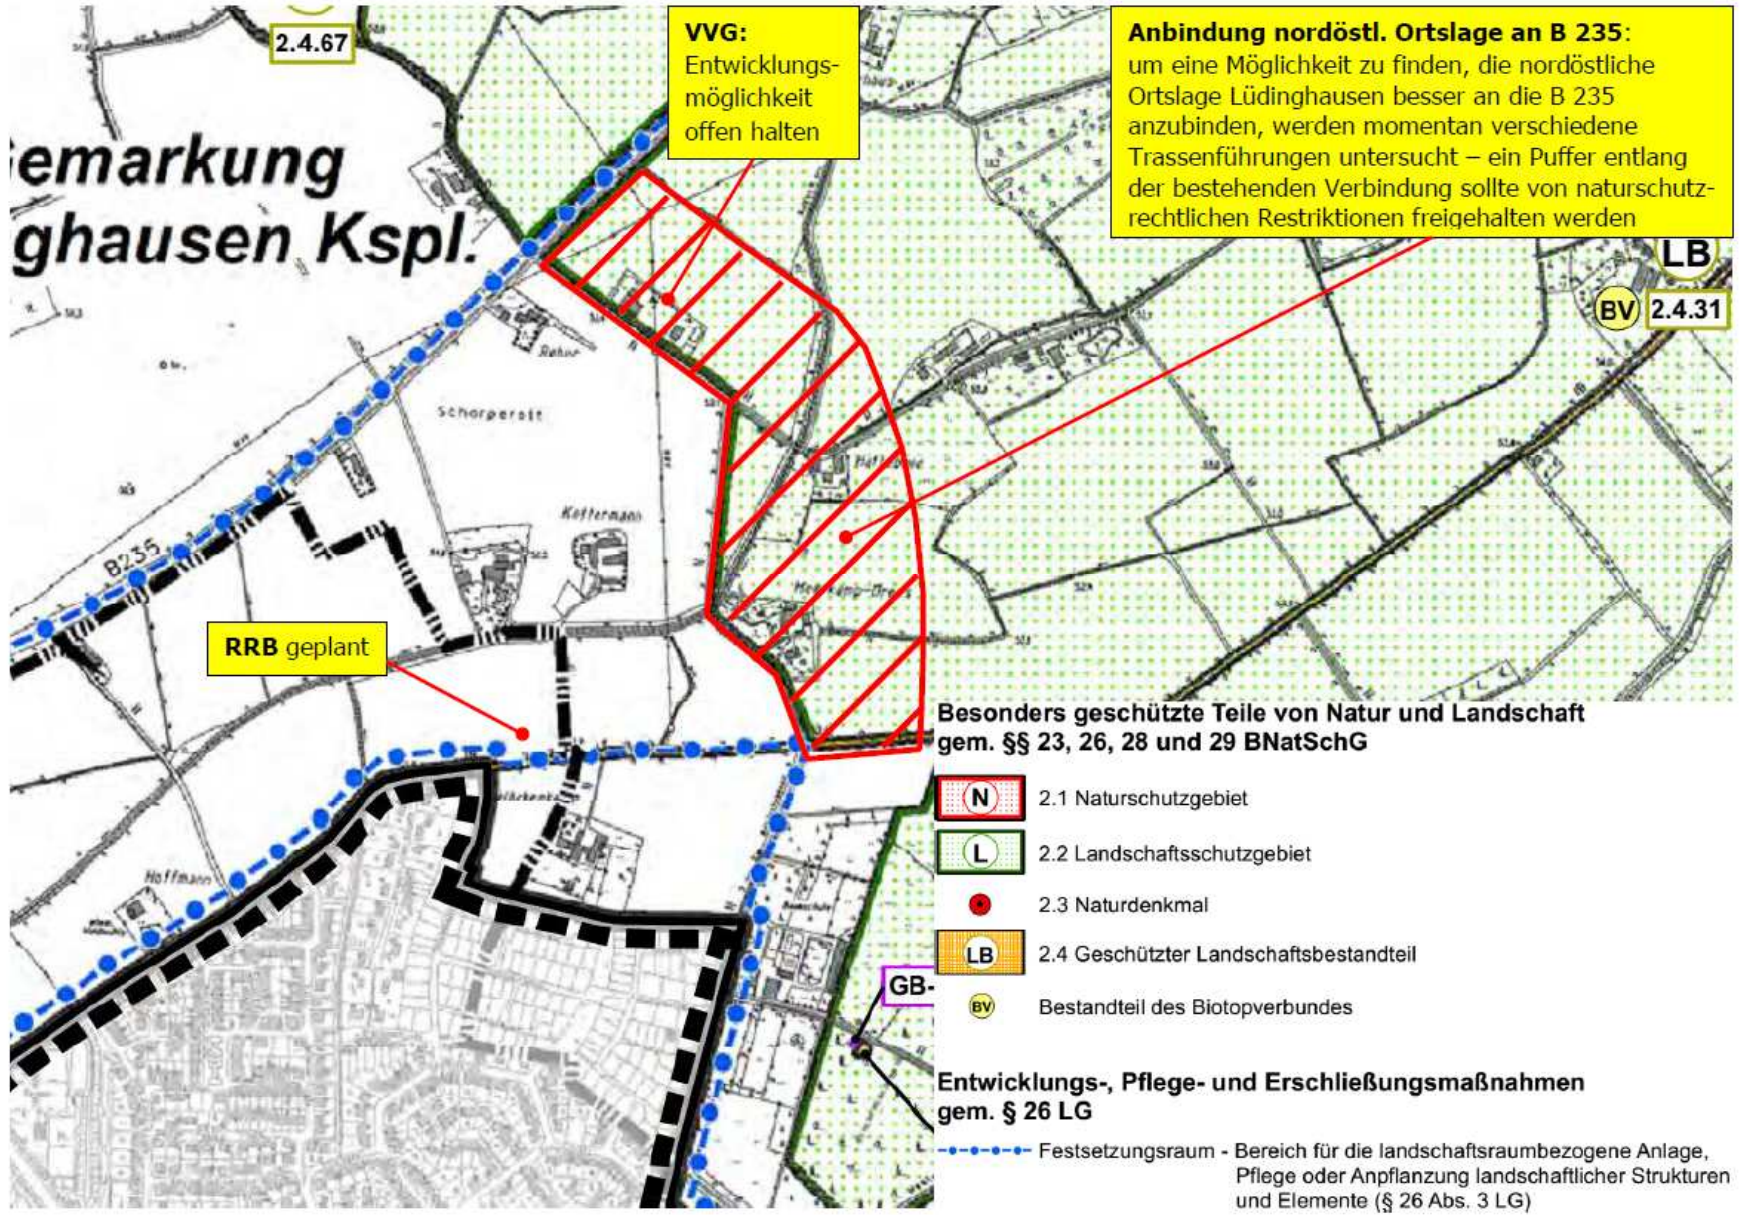 2.4.67
VVG:
Entwicklungs-
möglichkeit
offen halten
Anbindung nordöstl. Ortslage an B 235:
um eine Möglichkeit zu finden, die nordöstliche
Ortslage Lüdinghausen besser an die B 235
anzubinden, werden momentan verschiedene
Trassenführungen untersucht – ein Puffer entlang
der bestehenden Verbindung sollte von naturschutz-
rechtlichen Restriktionen freigehalten werden
emarkung
ghausen Kspl.
LB
BV 2.4.31
Schorperott
Kottermann
B235
RRB geplant
Hoffmann
Baumschule
GB-
Besonders geschützte Teile von Natur und Landschaft
gem. §§ 23, 26, 28 und 29 BNatSchG
N 2.1 Naturschutzgebiet
L 2.2 Landschaftsschutzgebiet
2.3 Naturdenkmal
LB 2.4 Geschützter Landschaftsbestandteil
BV Bestandteil des Biotopverbundes
Entwicklungs-, Pflege- und Erschließungsmaßnahmen
gem. § 26 LG
Festsetzungsraum - Bereich für die landschaftsraumbezogene Anlage,
Pflege oder Anpflanzung landschaftlicher Strukturen
und Elemente (§ 26 Abs. 3 LG)